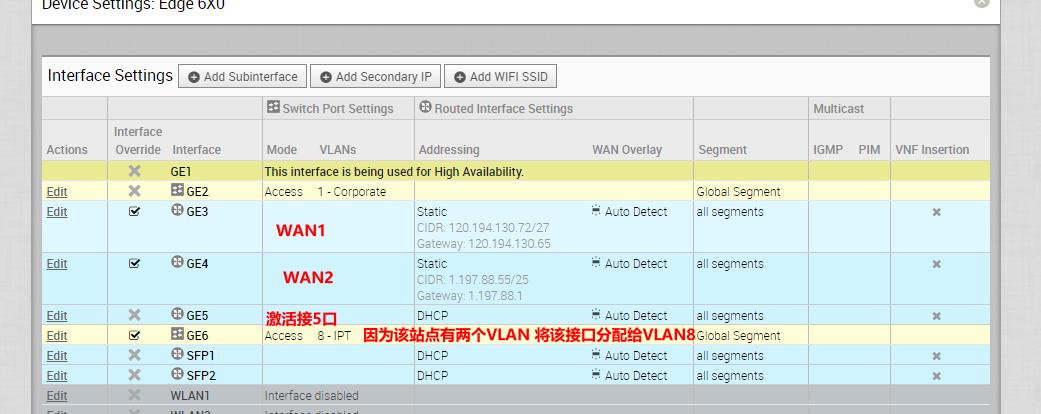 Device Settings: Edge 6X0
Interface Settings Add Subinterface Add Secondary IP Add WIFI SSID
Switch Port Settings Routed Interface Settings Multicast
Actions Interface Override Interface Mode VLANs Addressing WAN Overlay Segment IGMP PIM VNF Insertion
GE1 This interface is being used for High Availability.
Edit GE2 Access 1 - Corporate Global Segment
Edit GE3 Static Auto Detect all segments
CIDR: 120.194.130.72/27
WAN1
Gateway: 120.194.130.65
Edit GE4 Static Auto Detect all segments
CIDR: 1.197.88.55/25
WAN2
Gateway: 1.197.88.1
Edit GE5 激活接5口 DHCP Auto Detect all segments
Edit GE6 Access 8 - IPT 因为该站点有两个VLAN 将该接口分配给VLAN8 Global Segment
Edit SFP1 DHCP Auto Detect all segments
Edit SFP2 DHCP Auto Detect all segments
Edit WLAN1 Interface disabled
Edit WLAN2 Interface disabled